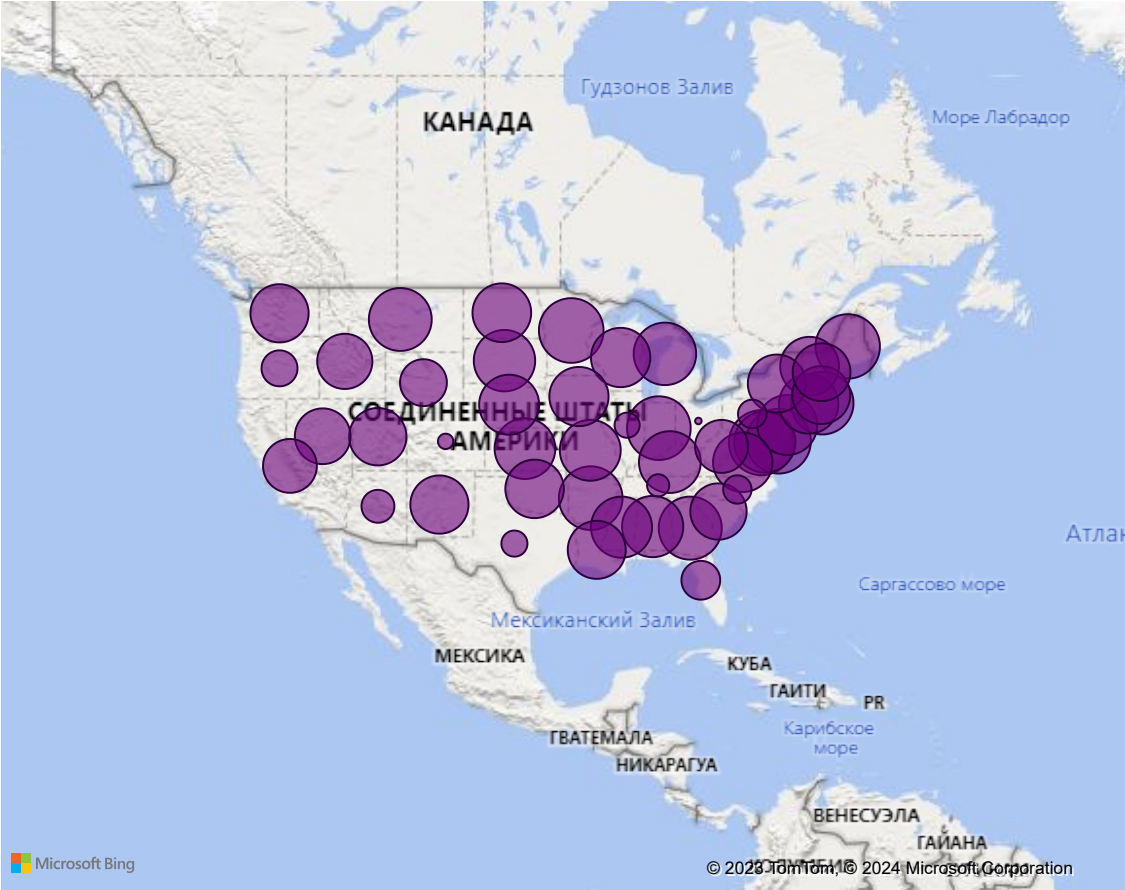 Гудзонов Залив
Море Лабрадор
КАНАДА
СОЕДИНЕННЫЕ ШТАТЫ
АМЕРИКИ
Атлан
Саргассово море
Мексиканский Залив
МЕКСИКА
КУБА
ГАИТИ
PR
Карибское
море
ГВАТЕМАЛА
НИКАРАГУА
ВЕНЕСУЭЛА
ГАЙАНА
КОЛУМБИЯ
Microsoft Bing
© 2023 TomTom, © 2024 Microsoft Corporation